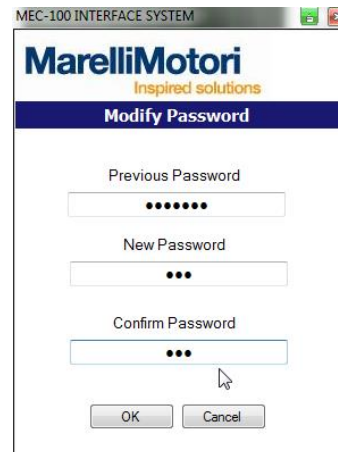 MEC-100 INTERFACE SYSTEM
MarelliMotori
Inspired solutions
Modify Password
Previous Password
●●●●●●●
New Password
●●●
Confirm Password
●●●
OK Cancel